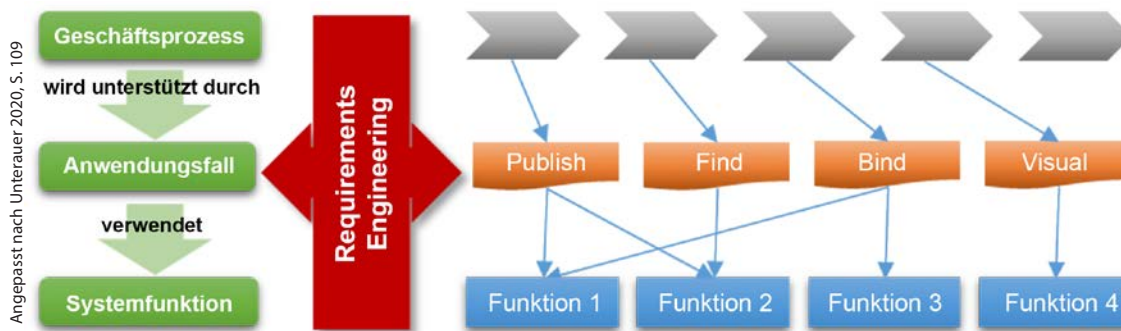 Angepasst nach Unterauer 2020, S. 109
Geschäftsprozess
wird unterstützt durch
Anwendungsfall
verwendet
Systemfunktion
Requirements
Engineering
Publish
Find
Bind
Visual
Funktion 1
Funktion 2
Funktion 3
Funktion 4